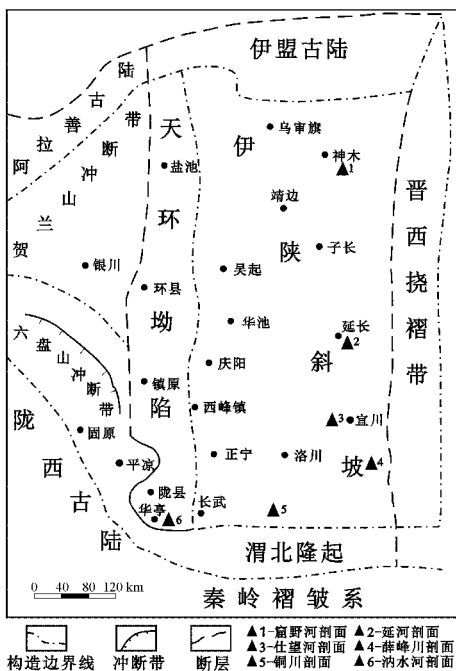 伊盟古陆
阿拉善古陆
贺兰山冲断带
天环坳陷
伊陕斜坡
晋西挠褶带
乌审旗
神木
1
盐池
靖边
子长
银川
吴起
环县
华池
延长
2
六盘山冲断带
庆阳
镇原
西峰镇
3
宜川
固原
陇西古陆
正宁
洛川
4
平凉
陇县
长武
5
华亭
6
渭北隆起
0 40 80 120 km
秦岭褶皱系
构造边界线
冲断带
断层
▲1-窟野河剖面 ▲2-延河剖面
▲3-仕望河剖面 ▲4-薛峰川剖面
▲5-铜川剖面 ▲6-汭水河剖面